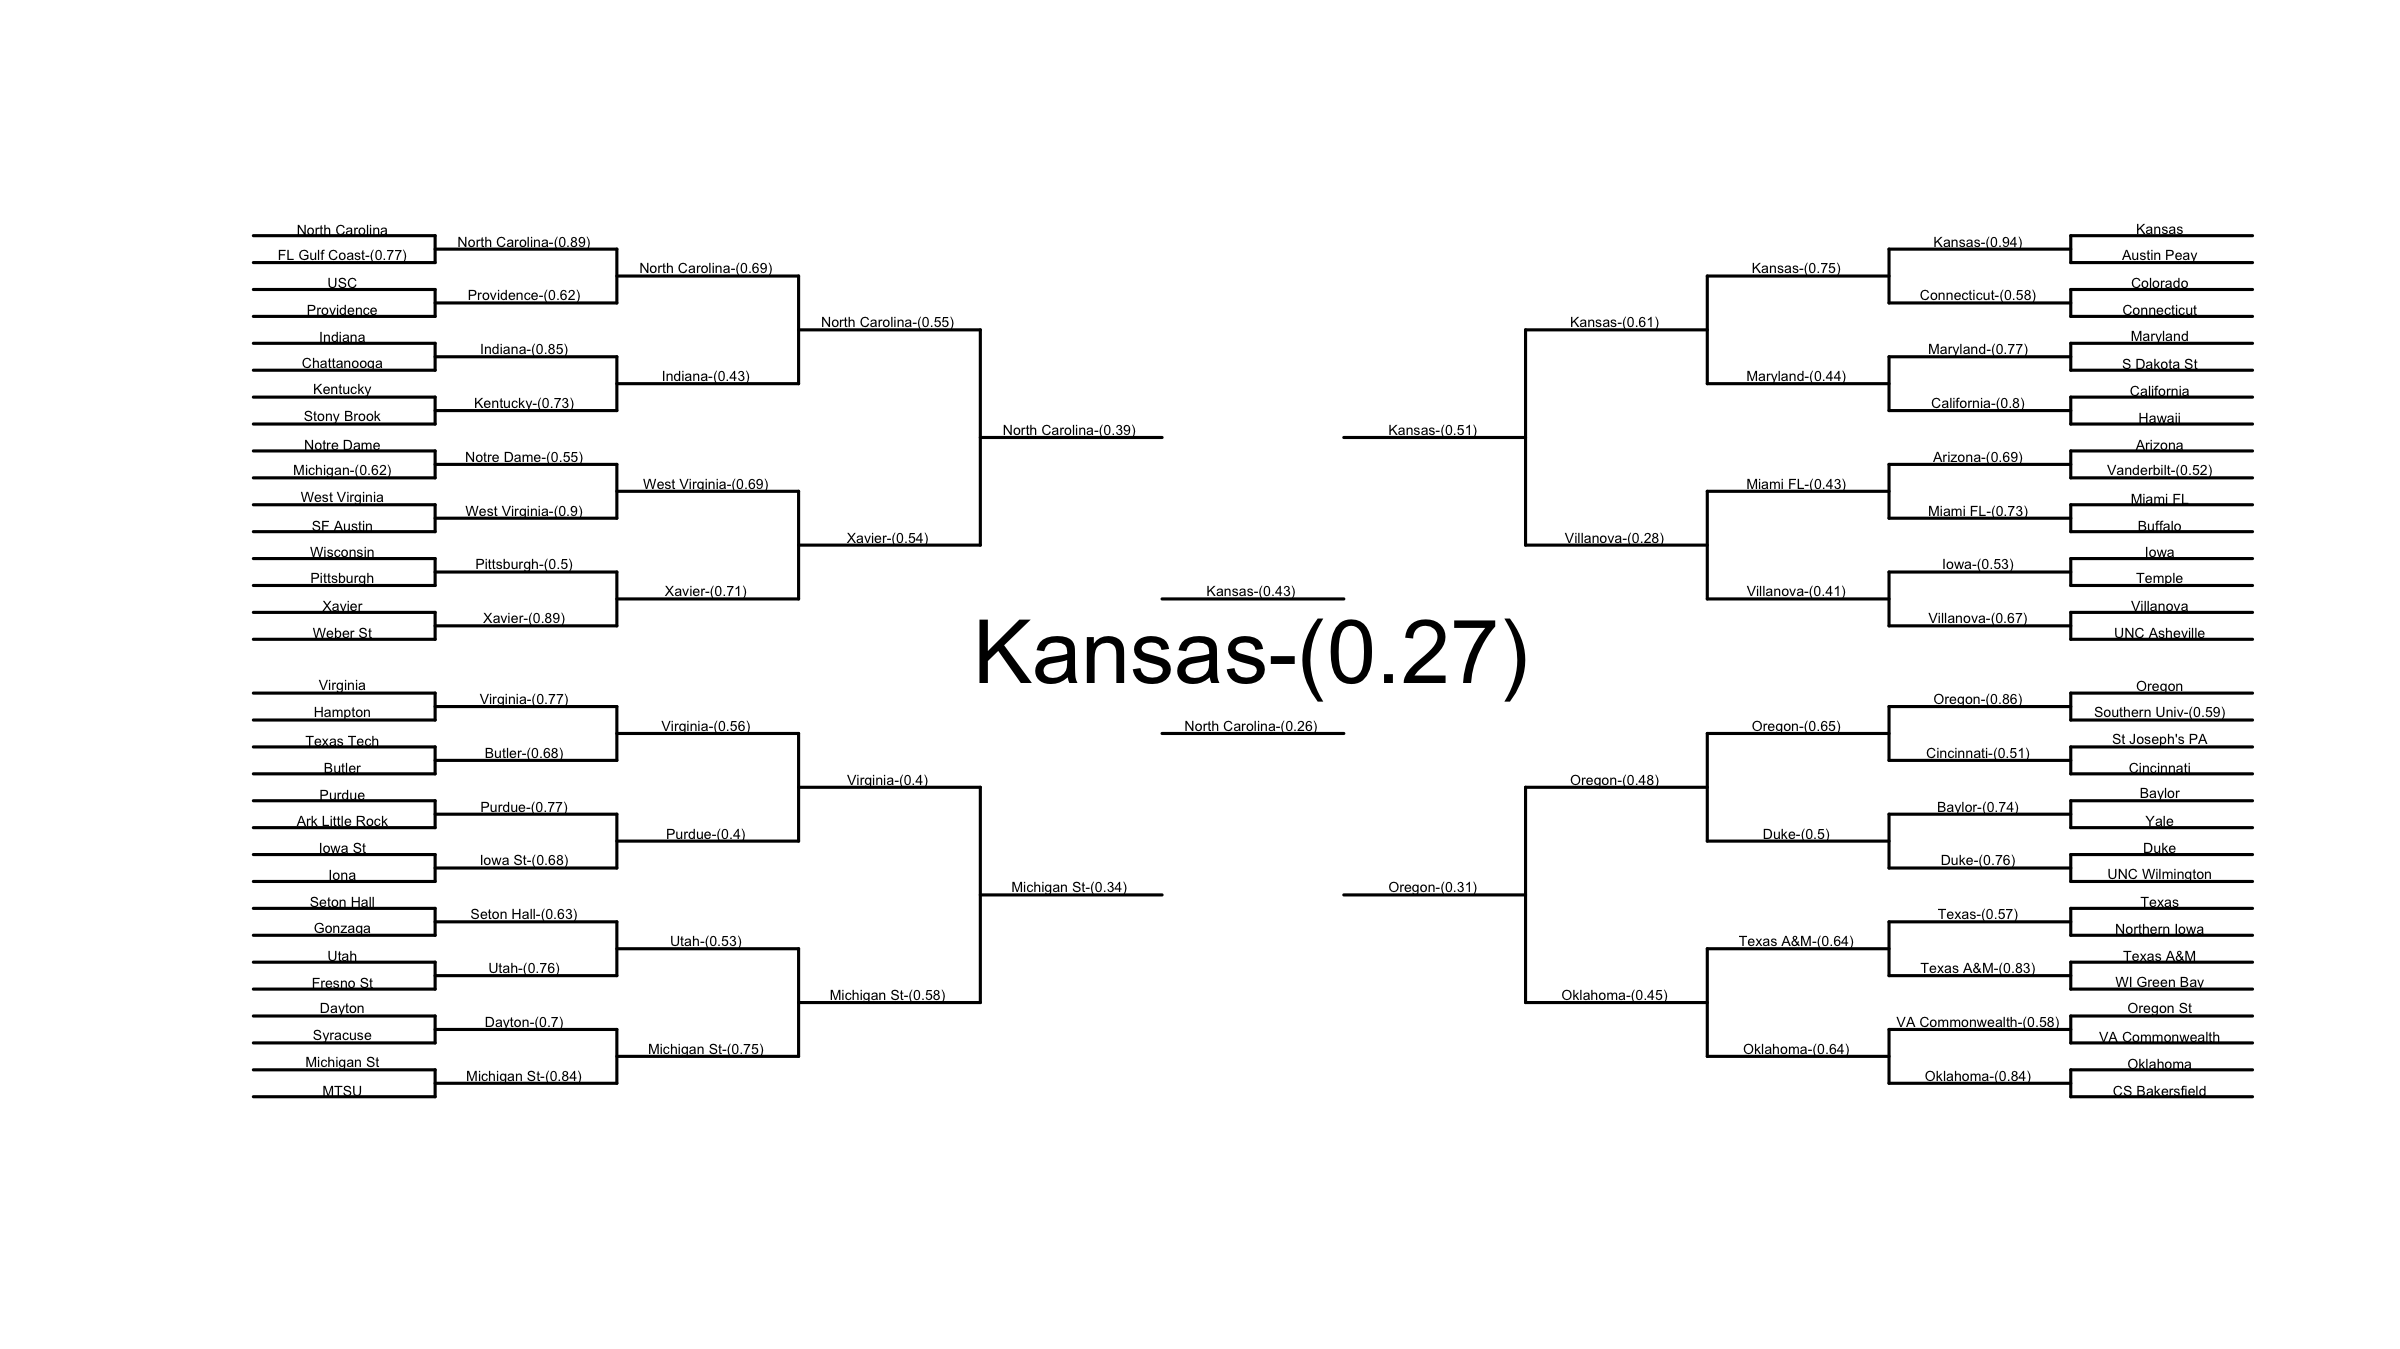 North Carolina
FL Gulf Coast-(0.77)
USC
Providence
Indiana
Chattanooga
Kentucky
Stony Brook
Notre Dame
Michigan-(0.62)
West Virginia
SF Austin
Wisconsin
Pittsburgh
Xavier
Weber St
Virginia
Hampton
Texas Tech
Butler
Purdue
Ark Little Rock
Iowa St
Iona
Seton Hall
Gonzaga
Utah
Fresno St
Dayton
Syracuse
Michigan St
MTSU
North Carolina-(0.89)
Providence-(0.62)
Indiana-(0.85)
Kentucky-(0.73)
Notre Dame-(0.55)
West Virginia-(0.9)
Pittsburgh-(0.5)
Xavier-(0.89)
Virginia-(0.77)
Butler-(0.68)
Purdue-(0.77)
Iowa St-(0.68)
Seton Hall-(0.63)
Utah-(0.76)
Dayton-(0.7)
Michigan St-(0.84)
North Carolina-(0.69)
Indiana-(0.43)
West Virginia-(0.69)
Xavier-(0.71)
Virginia-(0.56)
Purdue-(0.4)
Utah-(0.53)
Michigan St-(0.75)
North Carolina-(0.55)
Xavier-(0.54)
Virginia-(0.4)
Michigan St-(0.58)
North Carolina-(0.39)
Michigan St-(0.34)
Kansas-(0.43)
Kansas-(0.27)
North Carolina-(0.26)
Kansas-(0.51)
Oregon-(0.31)
Kansas-(0.61)
Villanova-(0.28)
Oregon-(0.48)
Oklahoma-(0.45)
Kansas-(0.75)
Maryland-(0.44)
Miami FL-(0.43)
Villanova-(0.41)
Oregon-(0.65)
Duke-(0.5)
Texas A&M-(0.64)
Oklahoma-(0.64)
Kansas-(0.94)
Connecticut-(0.58)
Maryland-(0.77)
California-(0.8)
Arizona-(0.69)
Miami FL-(0.73)
Iowa-(0.53)
Villanova-(0.67)
Oregon-(0.86)
Cincinnati-(0.51)
Baylor-(0.74)
Duke-(0.76)
Texas-(0.57)
Texas A&M-(0.83)
VA Commonwealth-(0.58)
Oklahoma-(0.84)
Kansas
Austin Peay
Colorado
Connecticut
Maryland
S Dakota St
California
Hawaii
Arizona
Vanderbilt-(0.52)
Miami FL
Buffalo
Iowa
Temple
Villanova
UNC Asheville
Oregon
Southern Univ-(0.59)
St Joseph's PA
Cincinnati
Baylor
Yale
Duke
UNC Wilmington
Texas
Northern Iowa
Texas A&M
WI Green Bay
Oregon St
VA Commonwealth
Oklahoma
CS Bakersfield